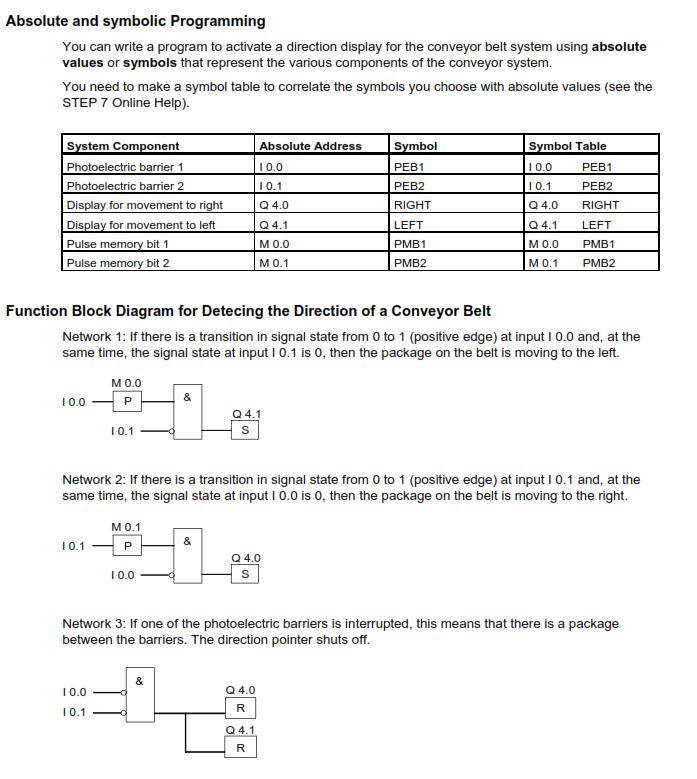 Absolute and symbolic Programming
You can write a program to activate a direction display for the conveyor belt system using absolute
values or symbols that represent the various components of the conveyor system.
You need to make a symbol table to correlate the symbols you choose with absolute values (see the
STEP 7 Online Help).
System Component Absolute Address Symbol Symbol Table
Photoelectric barrier 1 I 0.0 PEB1 I 0.0 PEB1
Photoelectric barrier 2 I 0.1 PEB2 I 0.1 PEB2
Display for movement to right Q 4.0 RIGHT Q 4.0 RIGHT
Display for movement to left Q 4.1 LEFT Q 4.1 LEFT
Pulse memory bit 1 M 0.0 PMB1 M 0.0 PMB1
Pulse memory bit 2 M 0.1 PMB2 M 0.1 PMB2
Function Block Diagram for Detecing the Direction of a Conveyor Belt
Network 1: If there is a transition in signal state from 0 to 1 (positive edge) at input I 0.0 and, at the
same time, the signal state at input I 0.1 is 0, then the package on the belt is moving to the left.
M 0.0
I 0.0 P &
Q 4.1
I 0.1 S
Network 2: If there is a transition in signal state from 0 to 1 (positive edge) at input I 0.1 and, at the
same time, the signal state at input I 0.0 is 0, then the package on the belt is moving to the right.
M 0.1
I 0.1 P &
Q 4.0
I 0.0 S
Network 3: If one of the photoelectric barriers is interrupted, this means that there is a package
between the barriers. The direction pointer shuts off.
&
I 0.0 Q 4.0
I 0.1 R
Q 4.1
R